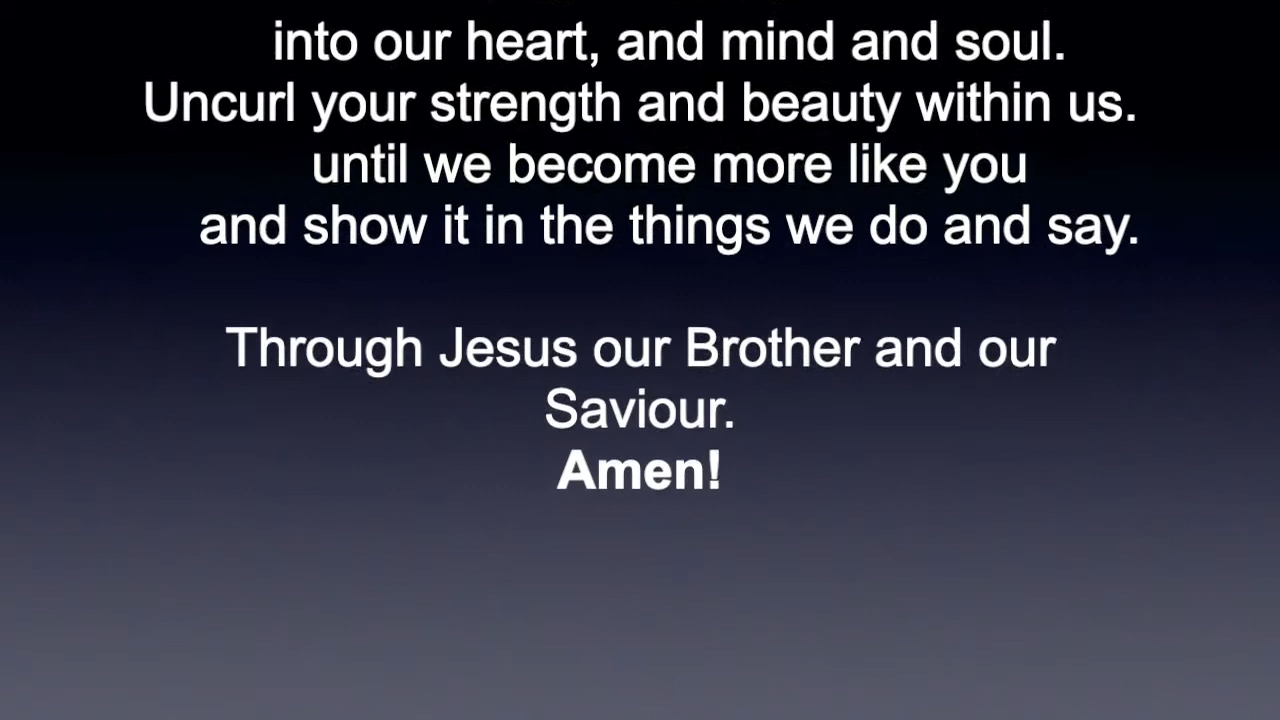 into our heart, and mind and soul.
Uncurl your strength and beauty within us.
until we become more like you
and show it in the things we do and say.
Through Jesus our Brother and our
Saviour.
Amen!